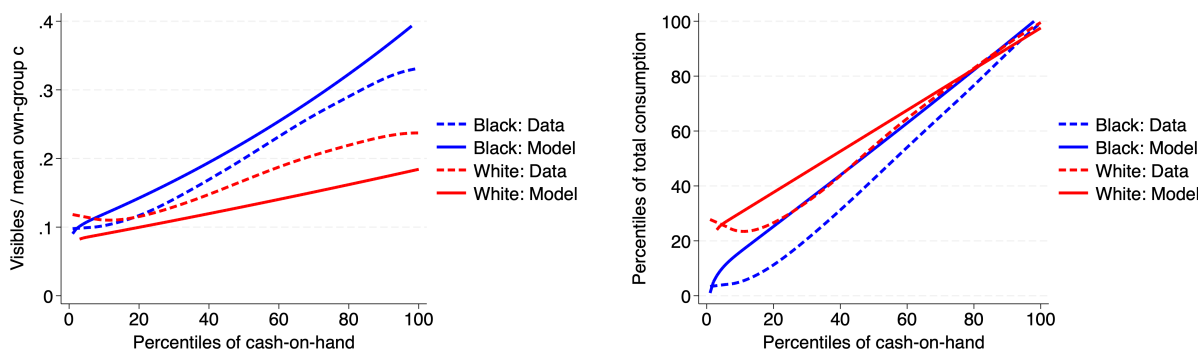 Visibles / mean own-group c
.4
.3
.2
.1
0
0 20 40 60 80 100
Percentiles of cash-on-hand
Black: Data
Black: Model
White: Data
White: Model
Percentiles of total consumption
100
80
60
40
20
0
0 20 40 60 80 100
Percentiles of cash-on-hand
Black: Data
Black: Model
White: Data
White: Model